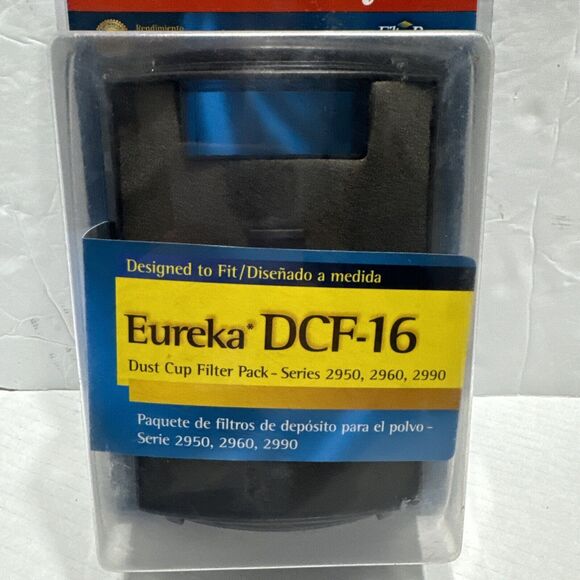 Rendimiento
Designed to Fit/Diseñado a medida
Eureka* DCF-16
Dust Cup Filter Pack - Series 2950, 2960, 2990
Paquete de filtros de depósito para el polvo -
Serie 2950, 2960, 2990